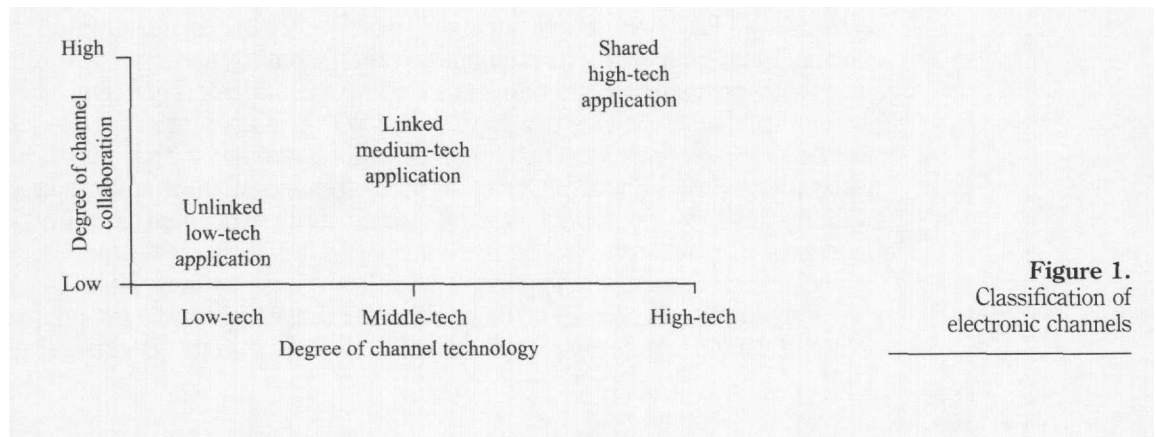 High
Low
Degree of channel
collaboration
Shared
high-tech
application
Linked
medium-tech
application
Unlinked
low-tech
application
Low-tech
Middle-tech
High-tech
Degree of channel technology
Figure 1.
Classification of
electronic channels